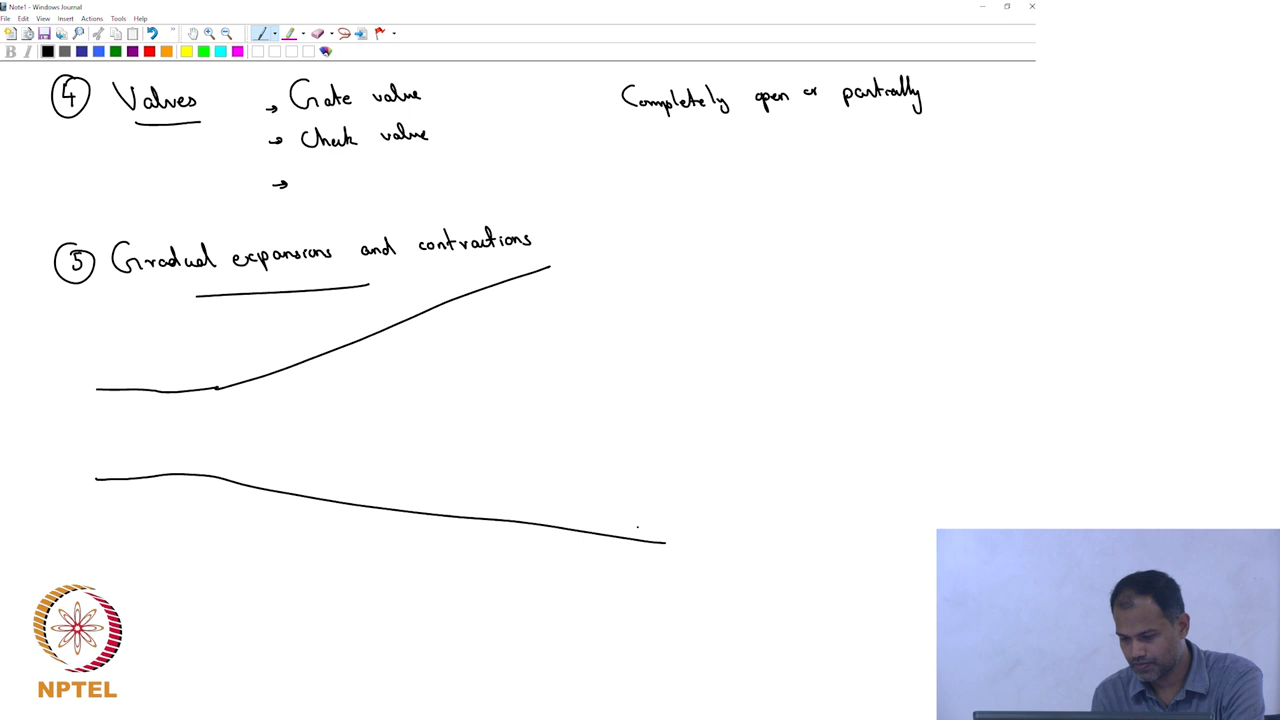 Note1 - Windows Journal
File Edit View Insert Actions Tools Help
B I
④ Valves → Gate valve Completely open or partially
→ Check valve
→
⑤ Gradual expansions and contractions
NPTEL